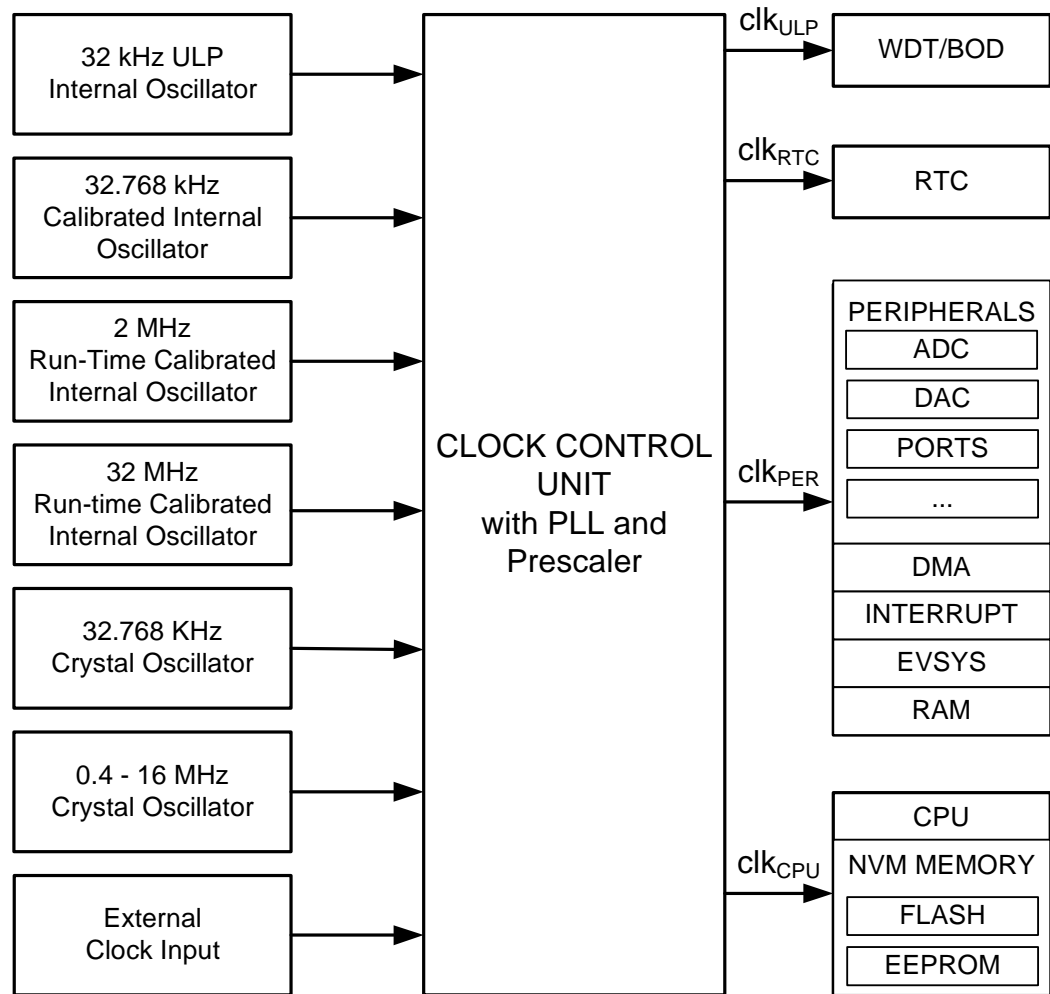 32 kHz ULP
Internal Oscillator
32.768 kHz
Calibrated Internal
Oscillator
2 MHz
Run-Time Calibrated
Internal Oscillator
32 MHz
Run-time Calibrated
Internal Oscillator
32.768 KHz
Crystal Oscillator
0.4 - 16 MHz
Crystal Oscillator
External
Clock Input
CLOCK CONTROL
UNIT
with PLL and
Prescaler
clkULP
WDT/BOD
clkRTC
RTC
clkPER
PERIPHERALS
ADC
DAC
PORTS
...
DMA
INTERRUPT
EVSYS
RAM
clkCPU
CPU
NVM MEMORY
FLASH
EEPROM